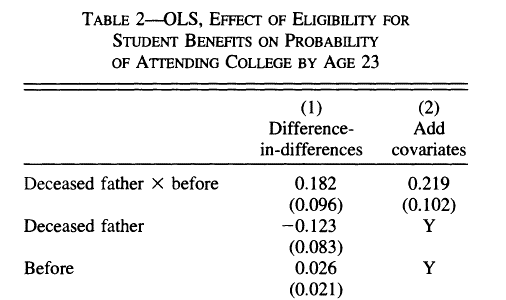 TABLE 2—OLS, EFFECT OF ELIGIBILITY FOR
STUDENT BENEFITS ON PROBABILITY
OF ATTENDING COLLEGE BY AGE 23
(1) (2)
Difference- Add
in-differences covariates
Deceased father × before 0.182 0.219
(0.096) (0.102)
Deceased father −0.123 Y
(0.083)
Before 0.026 Y
(0.021)